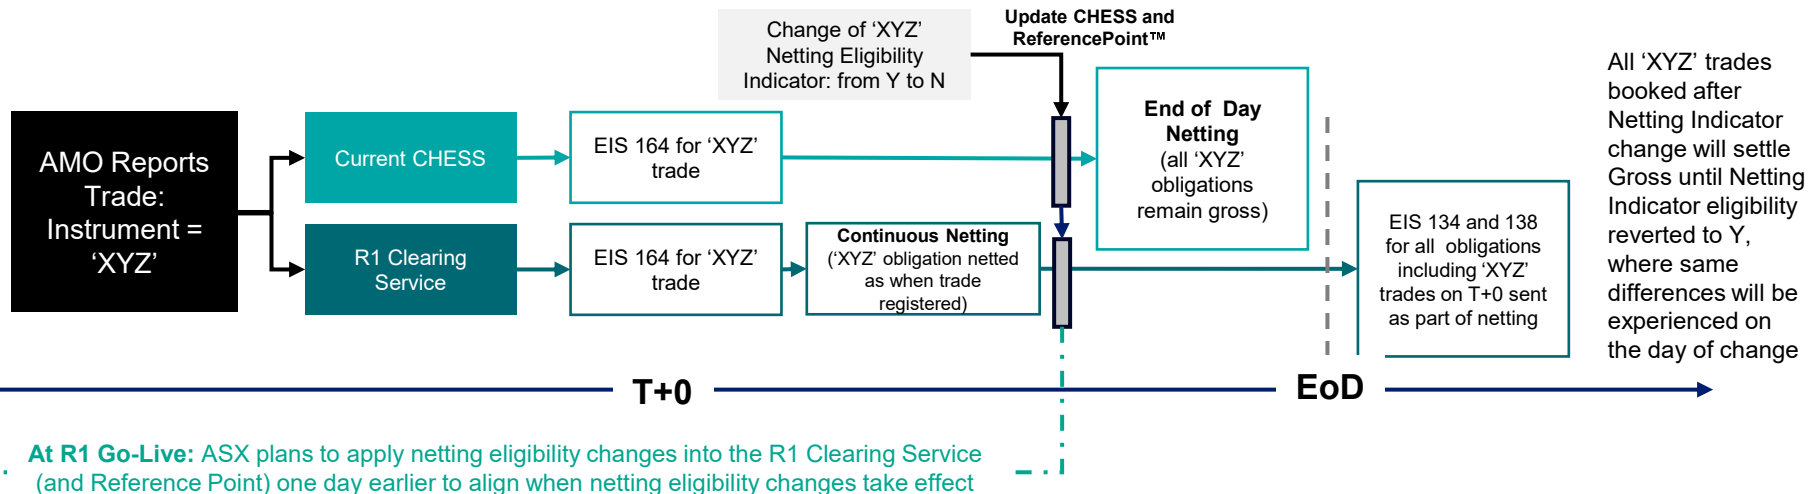 Change of ‘XYZ’
Netting Eligibility
Indicator: from Y to N
Update CHESS and
ReferencePoint™
AMO Reports
Trade:
Instrument =
‘XYZ’
Current CHESS
EIS 164 for ‘XYZ’
trade
End of Day
Netting
(all ‘XYZ’
obligations
remain gross)
R1 Clearing
Service
EIS 164 for ‘XYZ’
trade
Continuous Netting
(‘XYZ’ obligation netted
as when trade
registered)
EIS 134 and 138
for all obligations
including ‘XYZ’
trades on T+0 sent
as part of netting
All ‘XYZ’ trades
booked after
Netting Indicator
change will settle
Gross until Netting
Indicator eligibility
reverted to Y,
where same
differences will be
experienced on
the day of change
T+0
EoD
At R1 Go-Live: ASX plans to apply netting eligibility changes into the R1 Clearing Service
(and Reference Point) one day earlier to align when netting eligibility changes take effect